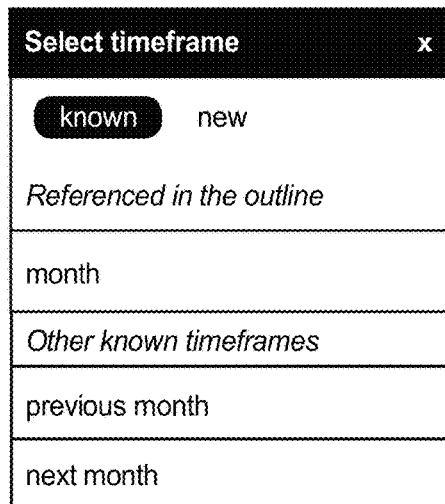 Select timeframe x
known new
Referenced in the outline
month
Other known timeframes
previous month
next month